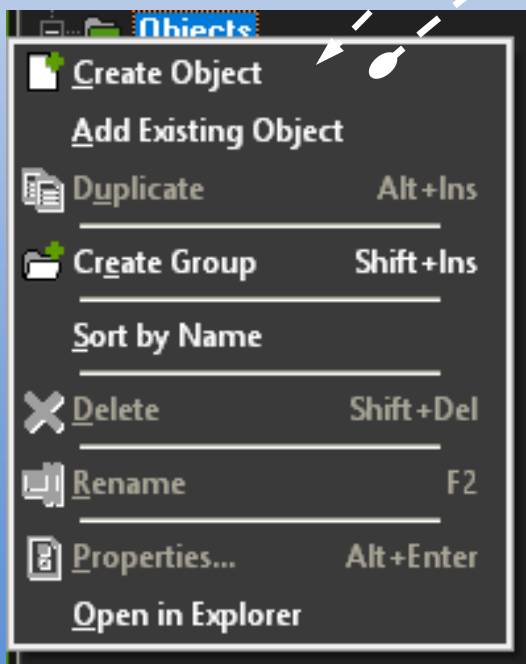 Objects
Create Object
Add Existing Object
Duplicate Alt+Ins
Create Group Shift+Ins
Sort by Name
Delete Shift+Del
Rename F2
Properties... Alt+Enter
Open in Explorer